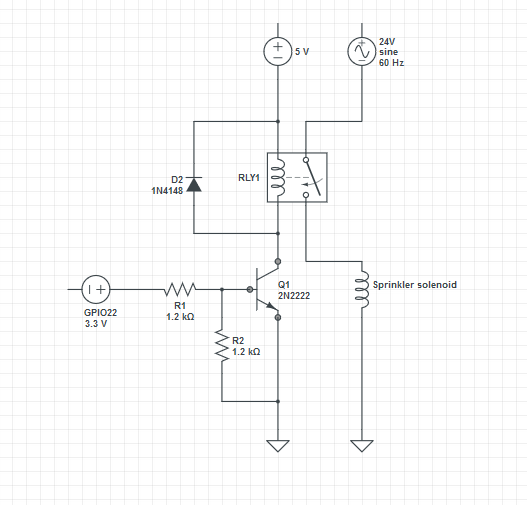 5 V
24V
sine
60 Hz
D2
1N4148
RLY1
GPIO22
3.3 V
R1
1.2 kΩ
Q1
2N2222
Sprinkler solenoid
R2
1.2 kΩ